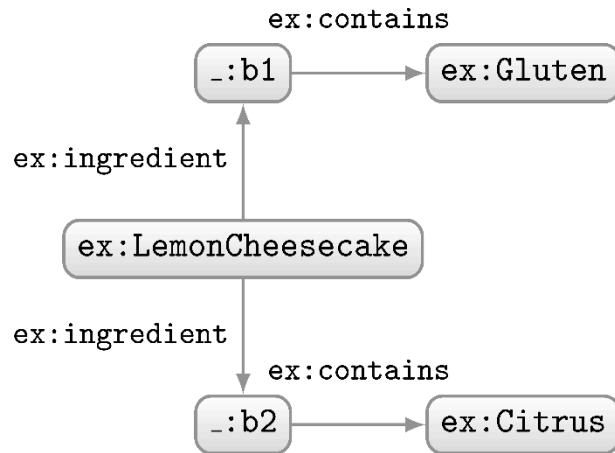 ex:contains
_:b1
ex:Gluten
ex:ingredient
ex:LemonCheesecake
ex:ingredient
ex:contains
_:b2
ex:Citrus